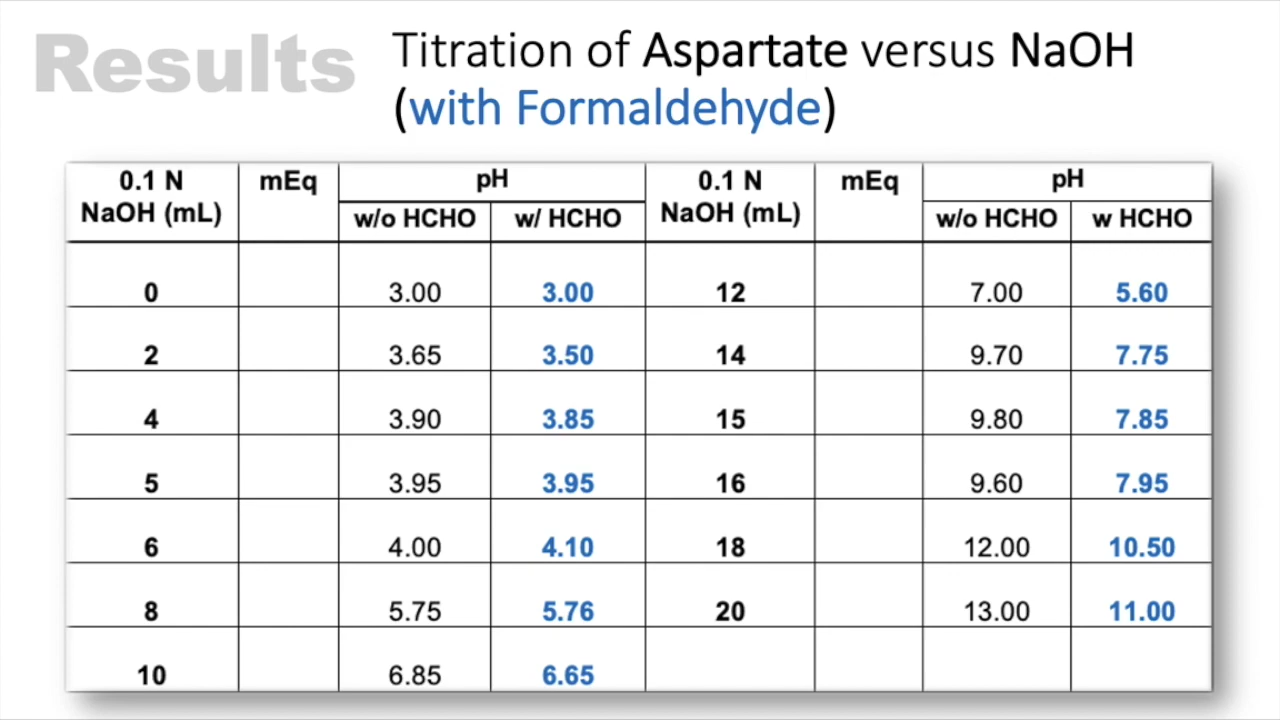 Results
Titration of Aspartate versus NaOH
(with Formaldehyde)
0.1 N NaOH (mL) mEq pH 0.1 N NaOH (mL) mEq pH
w/o HCHO w/ HCHO w/o HCHO w HCHO
0 3.00 3.00 12 7.00 5.60
2 3.65 3.50 14 9.70 7.75
4 3.90 3.85 15 9.80 7.85
5 3.95 3.95 16 9.60 7.95
6 4.00 4.10 18 12.00 10.50
8 5.75 5.76 20 13.00 11.00
10 6.85 6.65